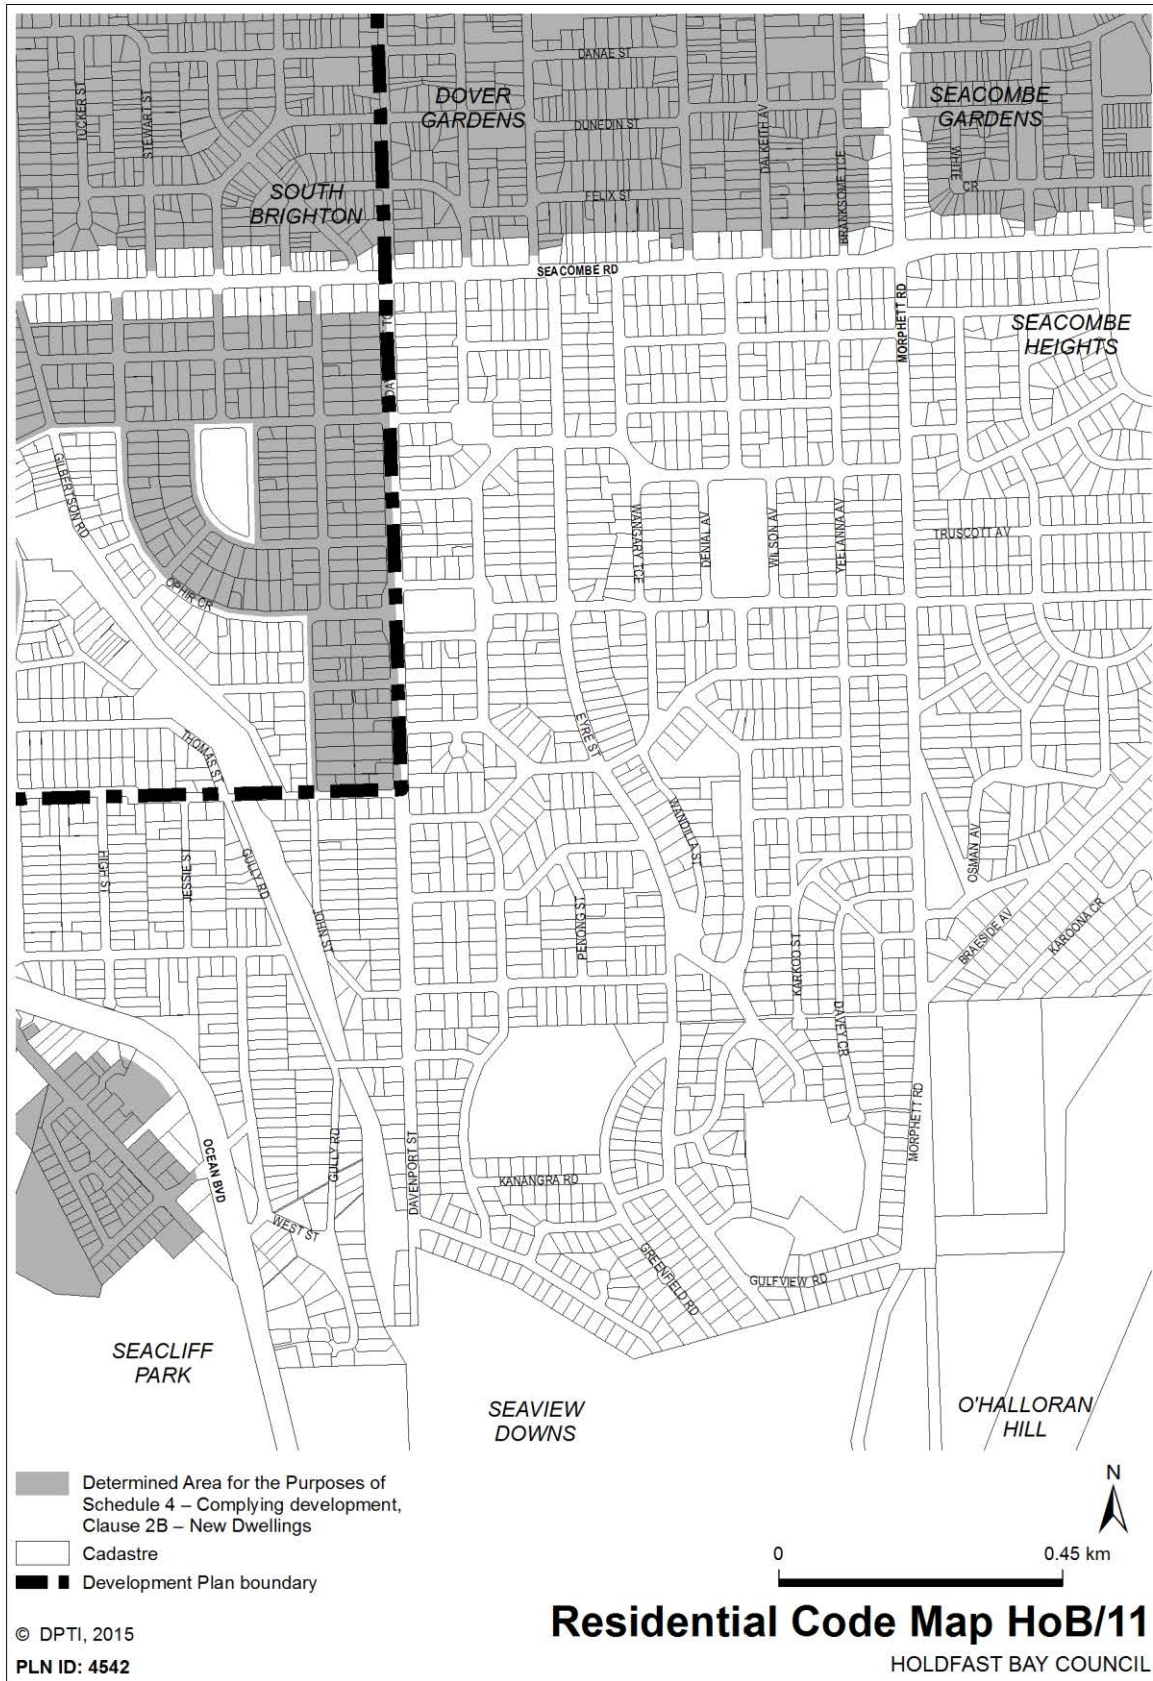 DANAE ST
TUCKER ST
STEWART ST
DOVER
GARDENS
SEACOMBE
GARDENS
DUNEDIN ST
DALKEITH AV
WHITE
CR
SOUTH
BRIGHTON
FELIX ST
BRANKSOME TCE
SEACOMBE RD
MORPHETT RD
SEACOMBE
HEIGHTS
GILBERTSON RD
WANGARY TCE
DENIAL AV
WILSON AV
YEELANNA AV
TRUSCOTT AV
OPHIR CR
EYRE ST
THOMAS ST
WANDILLA ST
OSMAN AV
HIGH ST
JESSIE ST
GULLY RD
JOHN ST
PENONG ST
KARKOO ST
BRAESIDE AV
KAROONA CR
DAVEY CR
MORPHETT RD
OCEAN BVD
GULLY RD
DAVENPORT ST
KANANGRA RD
WEST ST
GREENFIELD RD
GULFVIEW RD
SEACLIFF
PARK
SEAVIEW
DOWNS
O'HALLORAN
HILL
Determined Area for the Purposes of
Schedule 4 – Complying development,
Clause 2B – New Dwellings
Cadastre
Development Plan boundary
N
0 0.45 km
© DPTI, 2015
PLN ID: 4542
Residential Code Map HoB/11
HOLDFAST BAY COUNCIL